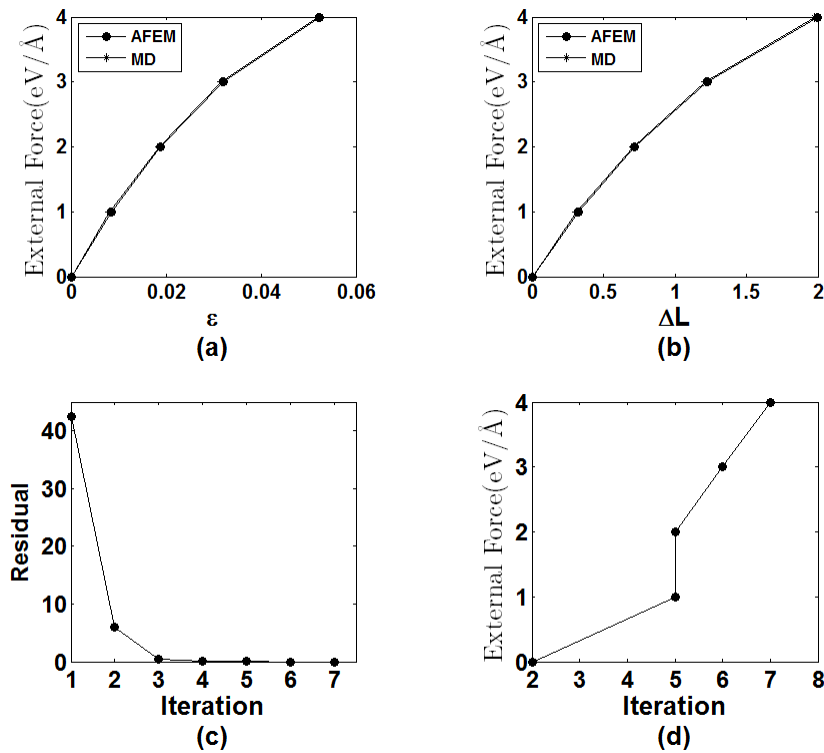 4
3
2
1
0
External Force(eV/Å)
AFEM
MD
0
0.02
0.04
0.06
ε
(a)
4
3
2
1
0
External Force(eV/Å)
AFEM
MD
0
0.5
1
1.5
2
ΔL
(b)
40
30
20
10
0
Residual
1
2
3
4
5
6
7
Iteration
(c)
4
3
2
1
0
External Force(eV/Å)
2
3
4
5
6
7
8
Iteration
(d)